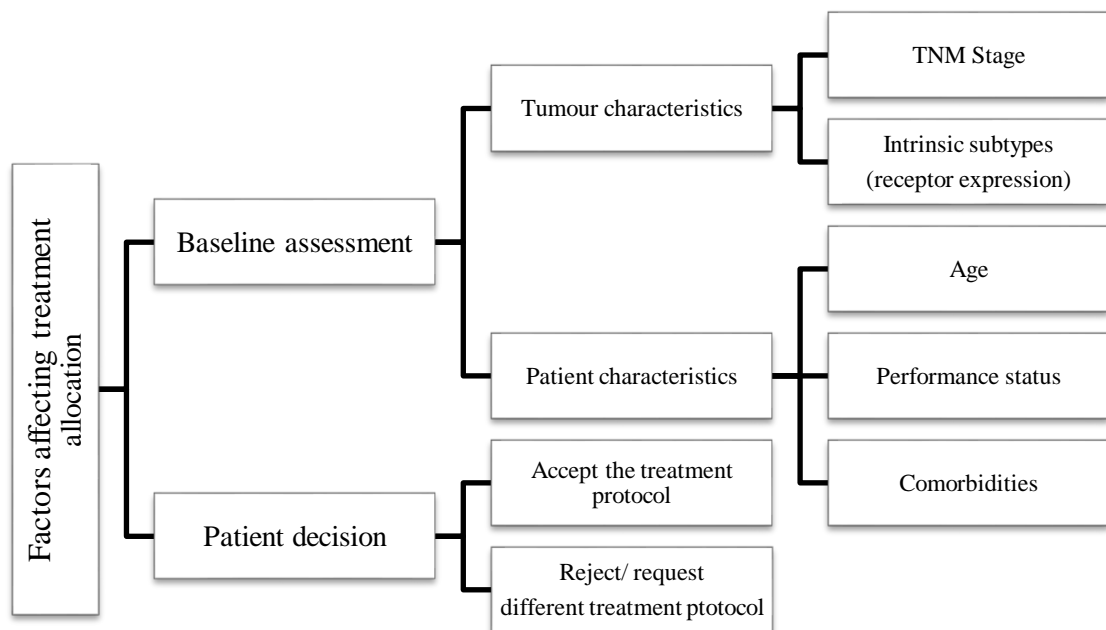 Factors affecting treatment
allocation
Baseline assessment
Tumour characteristics
TNM Stage
Intrinsic subtypes
(receptor expression)
Patient characteristics
Age
Performance status
Comorbidities
Patient decision
Accept the treatment
protocol
Reject/ request
different treatment ptotocol